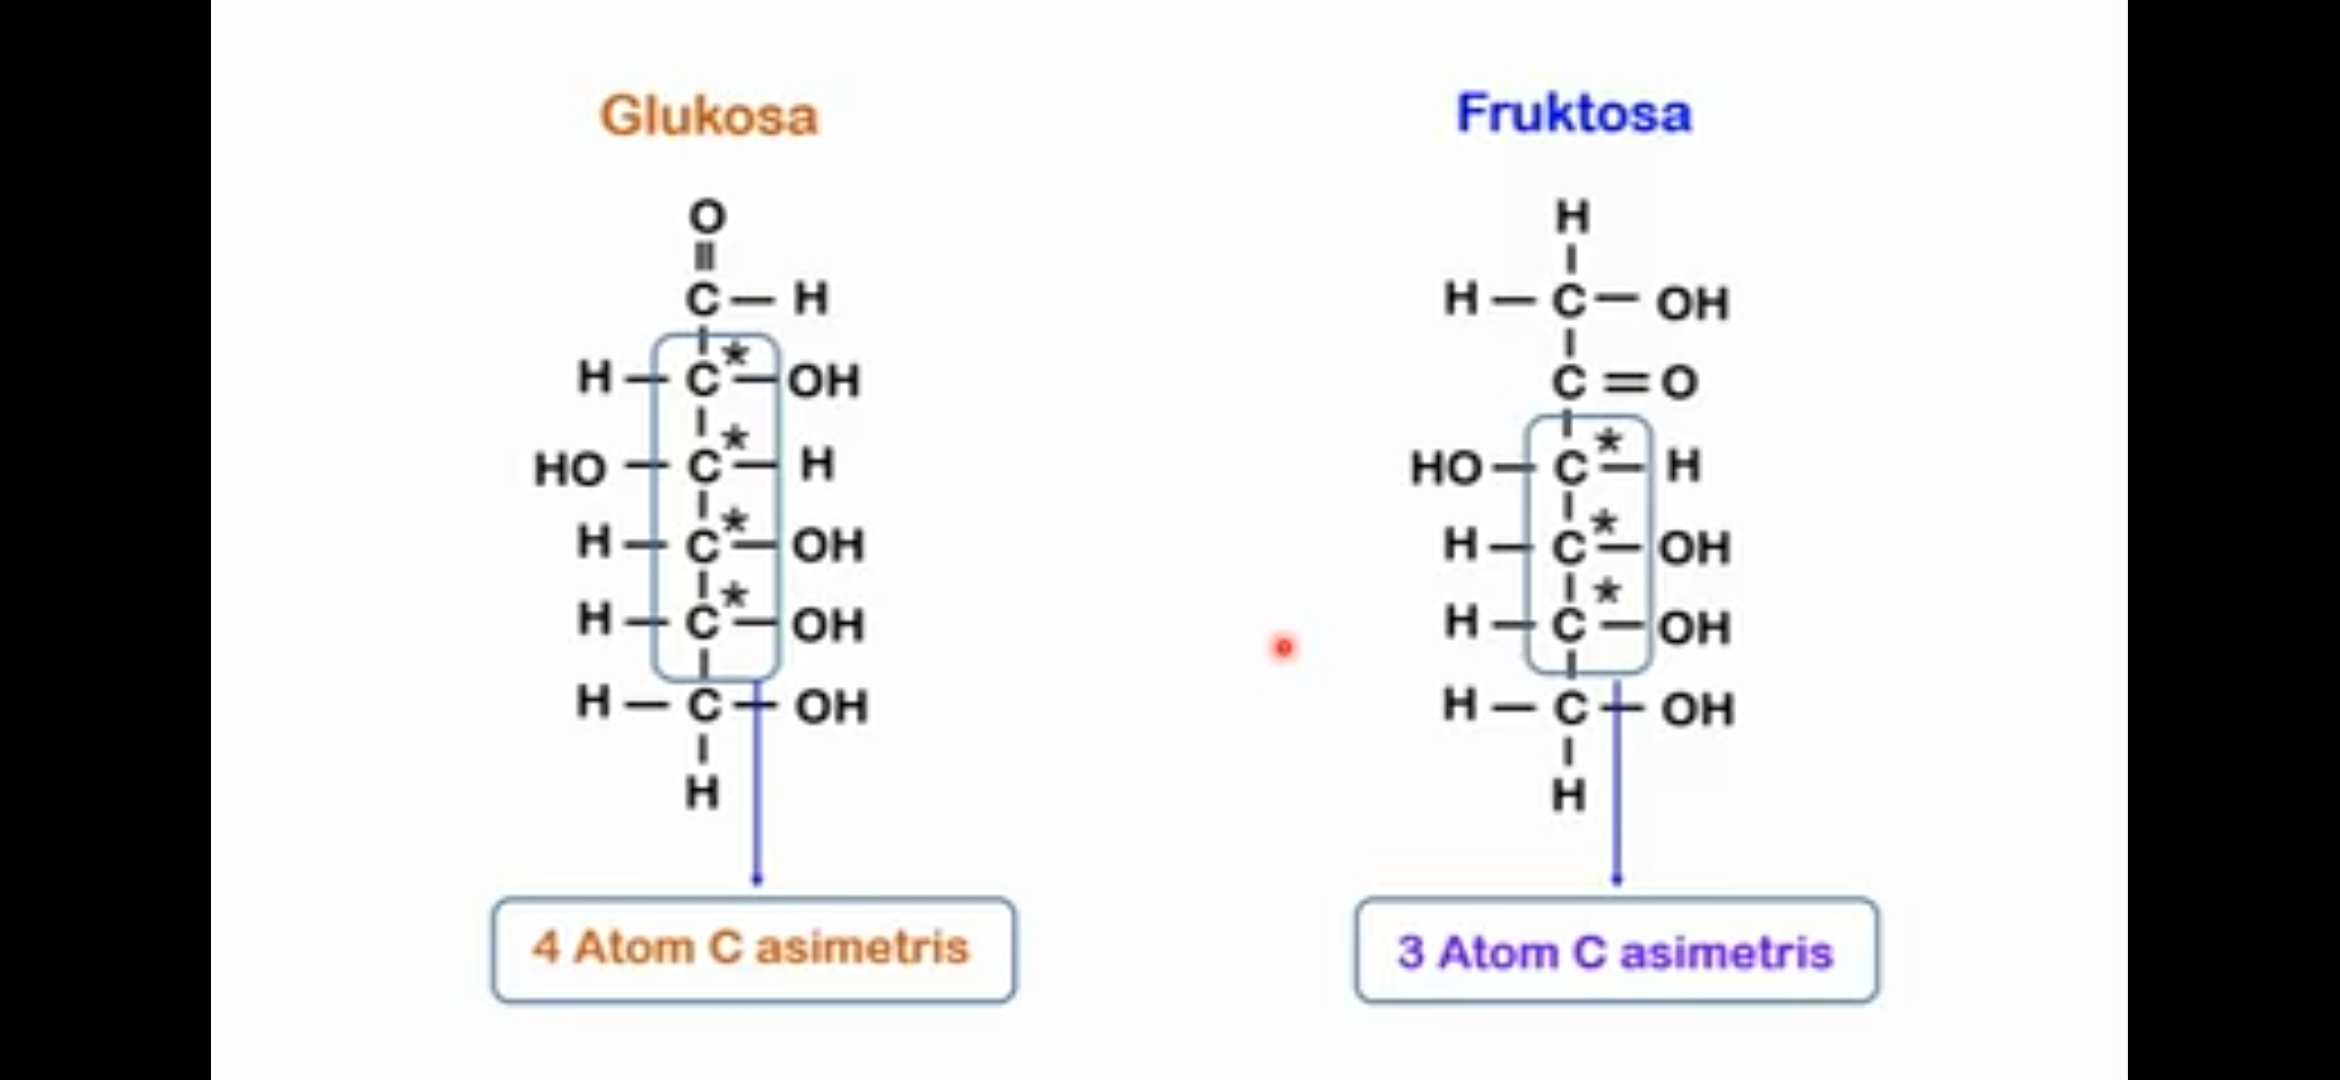 Glukosa
O
C H
H C* OH
HO C* H
H C* OH
H C* OH
H C OH
H
4 Atom C asimetris
Fruktosa
H
H C OH
C = O
HO C* H
H C* OH
H C* OH
H C OH
H
3 Atom C asimetris